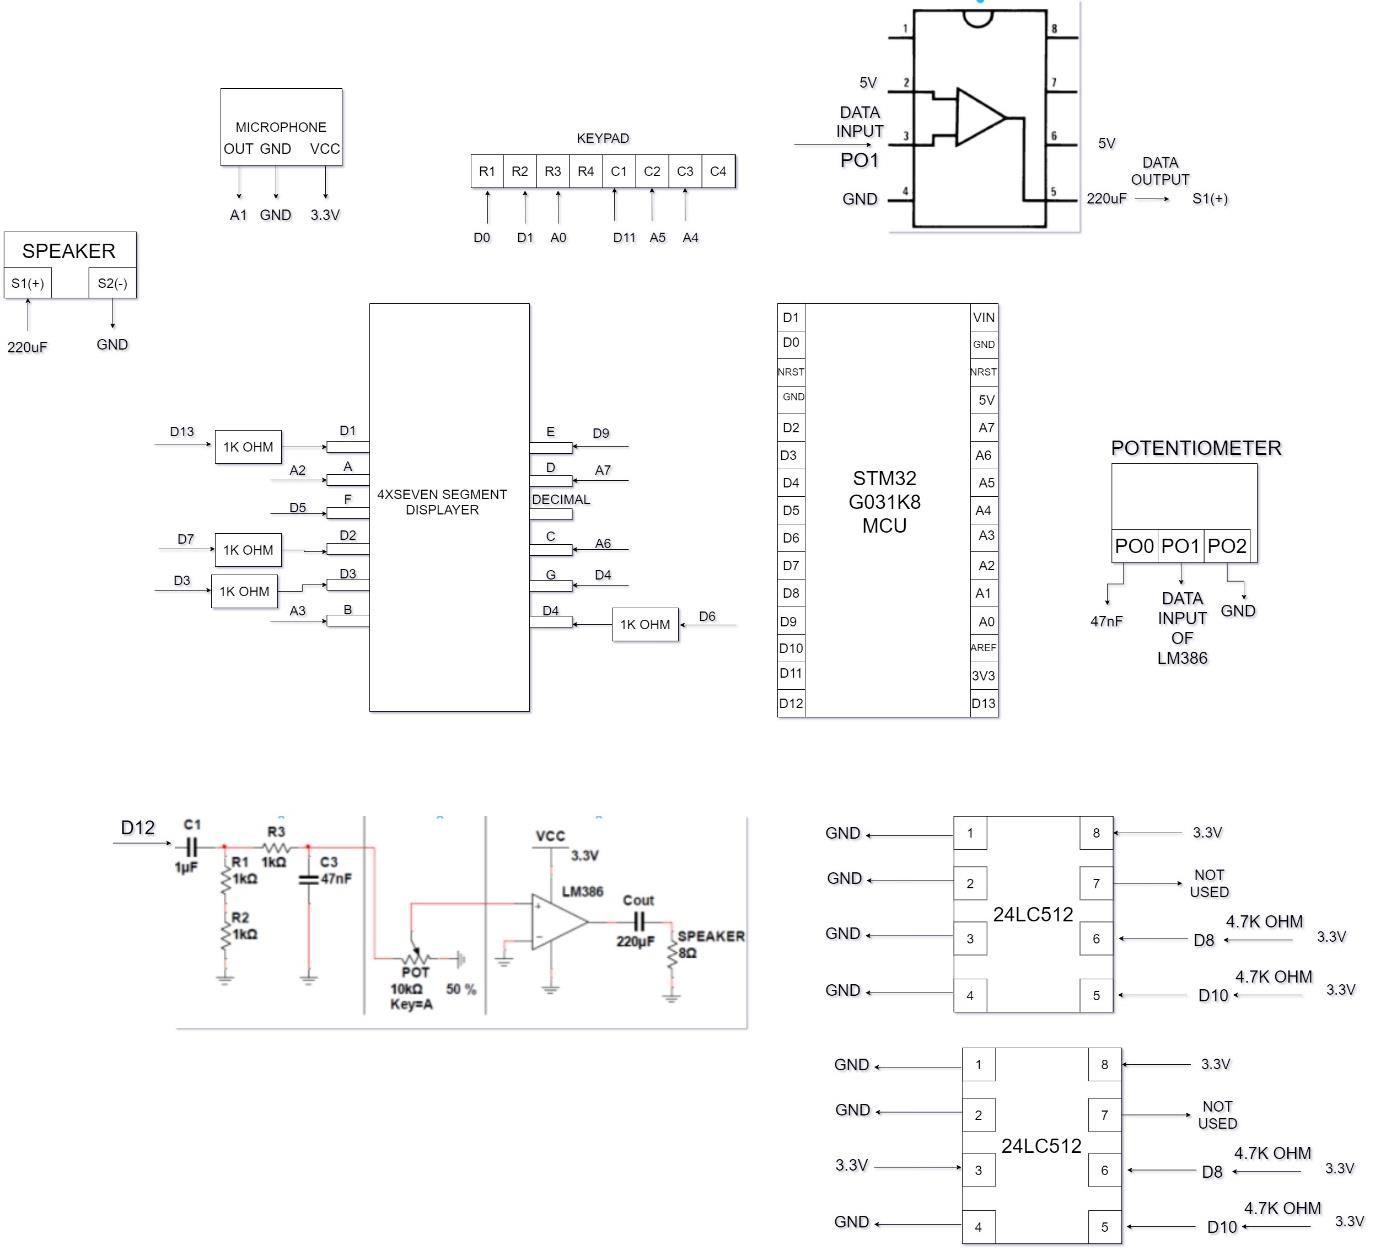 1
8
5V
2
7
DATA
INPUT
3
PO1
6
5V
GND
4
5
220uF
DATA
OUTPUT
S1(+)
MICROPHONE
OUT GND VCC
A1 GND 3.3V
KEYPAD
R1 R2 R3 R4 C1 C2 C3 C4
D0 D1 A0 D11 A5 A4
SPEAKER
S1(+) S2(-)
220uF
GND
D13
1K OHM
D1
A2
A
D5
F
D7
1K OHM
D2
D3
1K OHM
D3
A3
B
4XSEVEN SEGMENT
DISPLAYER
E
D9
D
A7
DECIMAL
C
A6
G
D4
D4
1K OHM
D6
D1
D0
NRST
GND
D2
D3
D4
D5
D6
D7
D8
D9
D10
D11
D12
STM32
G031K8
MCU
VIN
GND
NRST
5V
A7
A6
A5
A4
A3
A2
A1
A0
AREF
3V3
D13
POTENTIOMETER
PO0 PO1 PO2
47nF
DATA
INPUT
OF
LM386
GND
D12
C1
1µF
R1
1kΩ
R2
1kΩ
R3
1kΩ
C3
47nF
POT
10kΩ
Key=A
50 %
VCC
3.3V
LM386
+
−
Cout
220µF
SPEAKER
8Ω
GND
1
8
3.3V
GND
2
7
NOT
USED
24LC512
GND
3
6
D8
4.7K OHM
3.3V
GND
4
5
D10
4.7K OHM
3.3V
GND
1
8
3.3V
GND
2
7
NOT
USED
24LC512
3.3V
3
6
D8
4.7K OHM
3.3V
GND
4
5
D10
4.7K OHM
3.3V